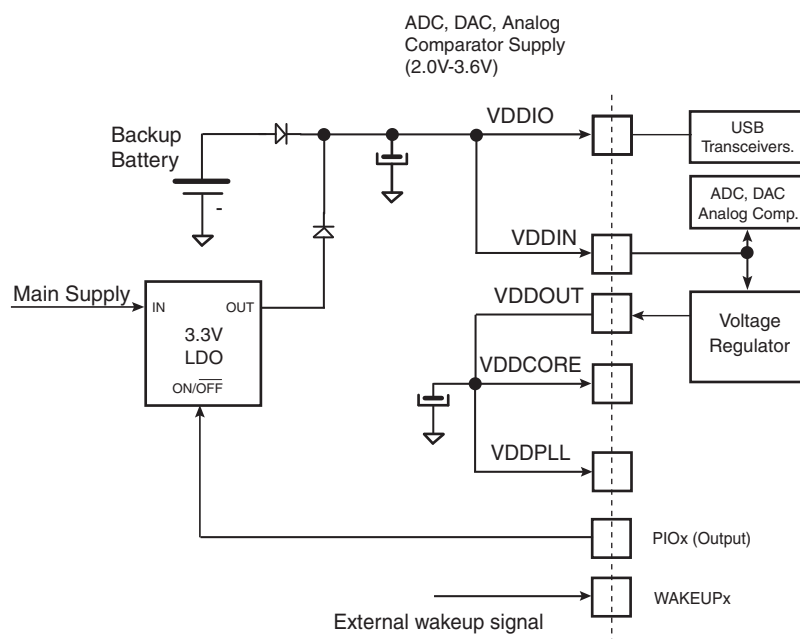 ADC, DAC, Analog
Comparator Supply
(2.0V-3.6V)
VDDIO
USB
Transceivers.
Backup
Battery
-
ADC, DAC
Analog Comp.
VDDIN
Main Supply
IN
OUT
3.3V
LDO
ON/OFF
VDDOUT
Voltage
Regulator
VDDCORE
VDDPLL
PIOx (Output)
WAKEUPx
External wakeup signal